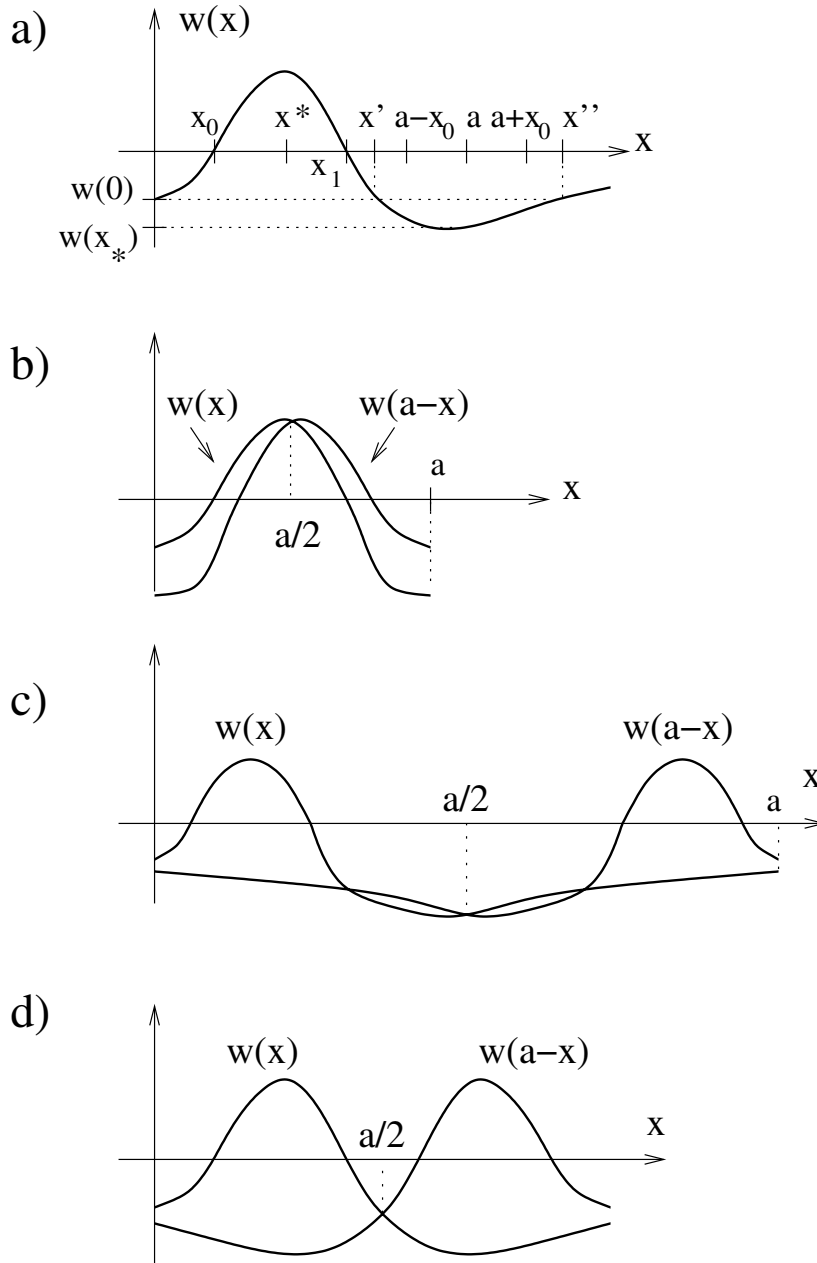 a)
w(x)
x0 x* x' a−x0 a a+x0 x''
x
x1
w(0)
w(x*)
b)
w(x) w(a−x)
a
x
a/2
c)
w(x) w(a−x)
x
a/2 a
d)
w(x) w(a−x)
a/2 x